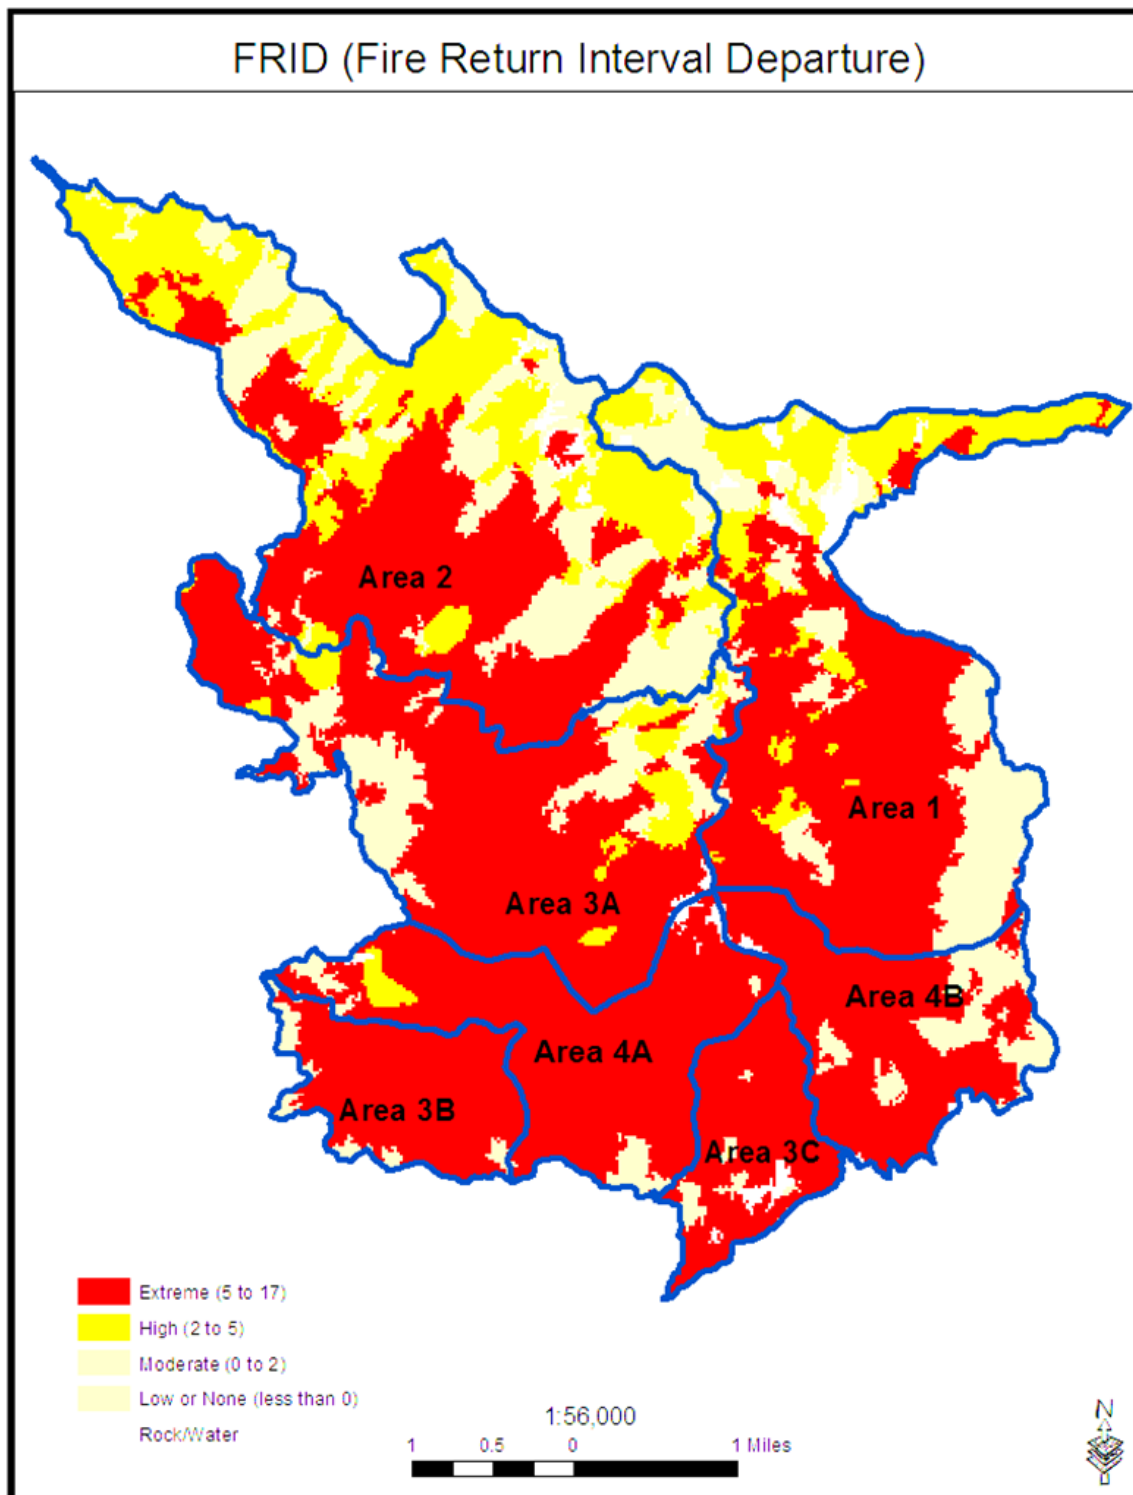 FRID (Fire Return Interval Departure)
Area 2
Area 1
Area 3A
Area 4B
Area 4A
Area 3B
Area 3C
Extreme (5 to 17)
High (2 to 5)
Moderate (0 to 2)
Low or None (less than 0)
Rock/Water
1:56,000
1 0.5 0 1 Miles
N